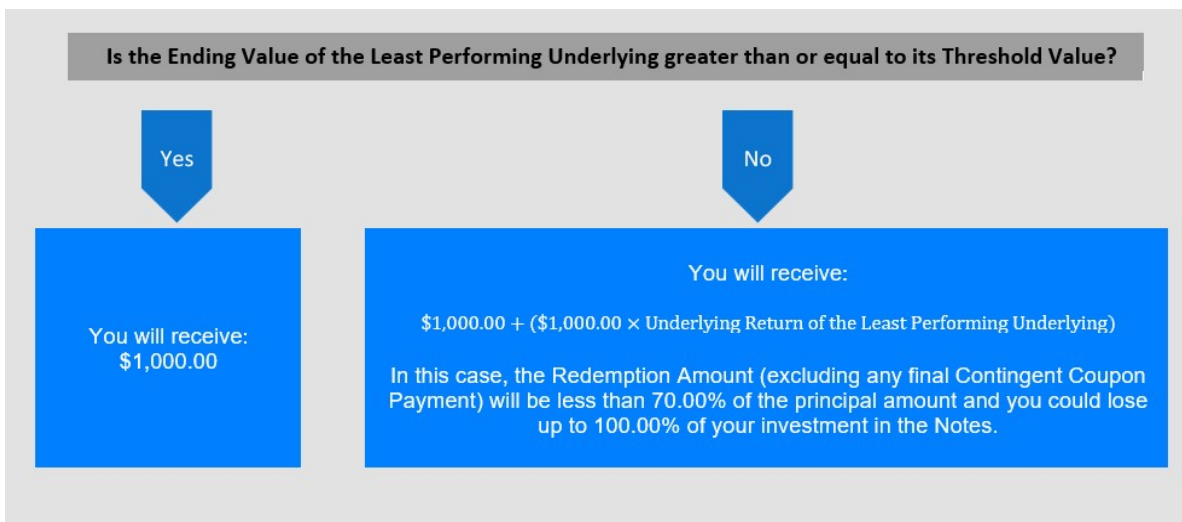 Is the Ending Value of the Least Performing Underlying greater than or equal to its Threshold Value?
Yes
No
You will receive:
$1,000.00
You will receive:
$1,000.00 + ($1,000.00 × Underlying Return of the Least Performing Underlying)
In this case, the Redemption Amount (excluding any final Contingent Coupon
Payment) will be less than 70.00% of the principal amount and you could lose
up to 100.00% of your investment in the Notes.